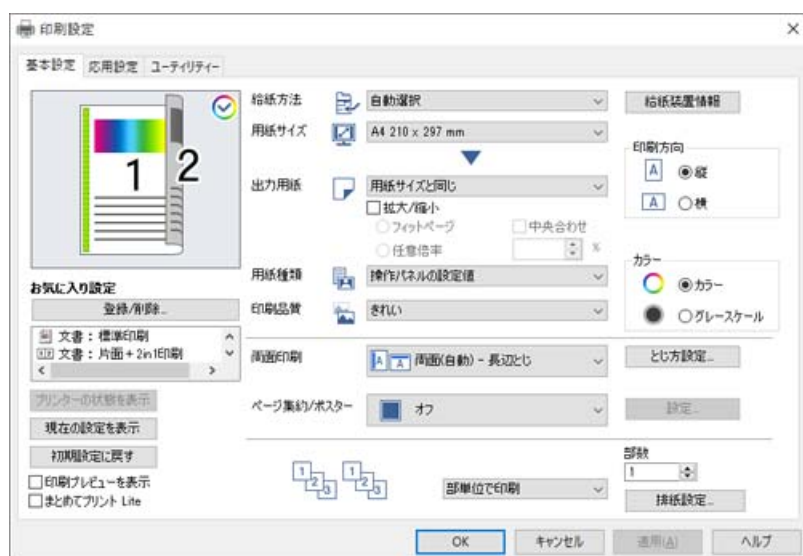 印刷設定
基本設定 応用設定 ユーティリティー
1 2
給紙方法 自動選択 給紙装置情報
用紙サイズ A4 210 x 297 mm
印刷方向
A 縦
A 横
出力用紙 用紙サイズと同じ
拡大/縮小
フィットページ 中央合わせ
任意倍率 %
用紙種類 操作パネルの設定値
カラー
カラー
グレースケール
印刷品質 きれい
お気に入り設定
登録/削除...
文書：標準印刷
文書：片面+2in1印刷
両面印刷 両面(自動) - 長辺とじ とじ方設定...
ページ集約/ポスター オフ 設定...
プリンターの状態を表示
現在の設定を表示
初期設定に戻す
印刷プレビューを表示
まとめてプリント Lite
1 2 3 1 2 3
部単位で印刷
部数
1
排紙設定...
OK キャンセル 適用(A) ヘルプ